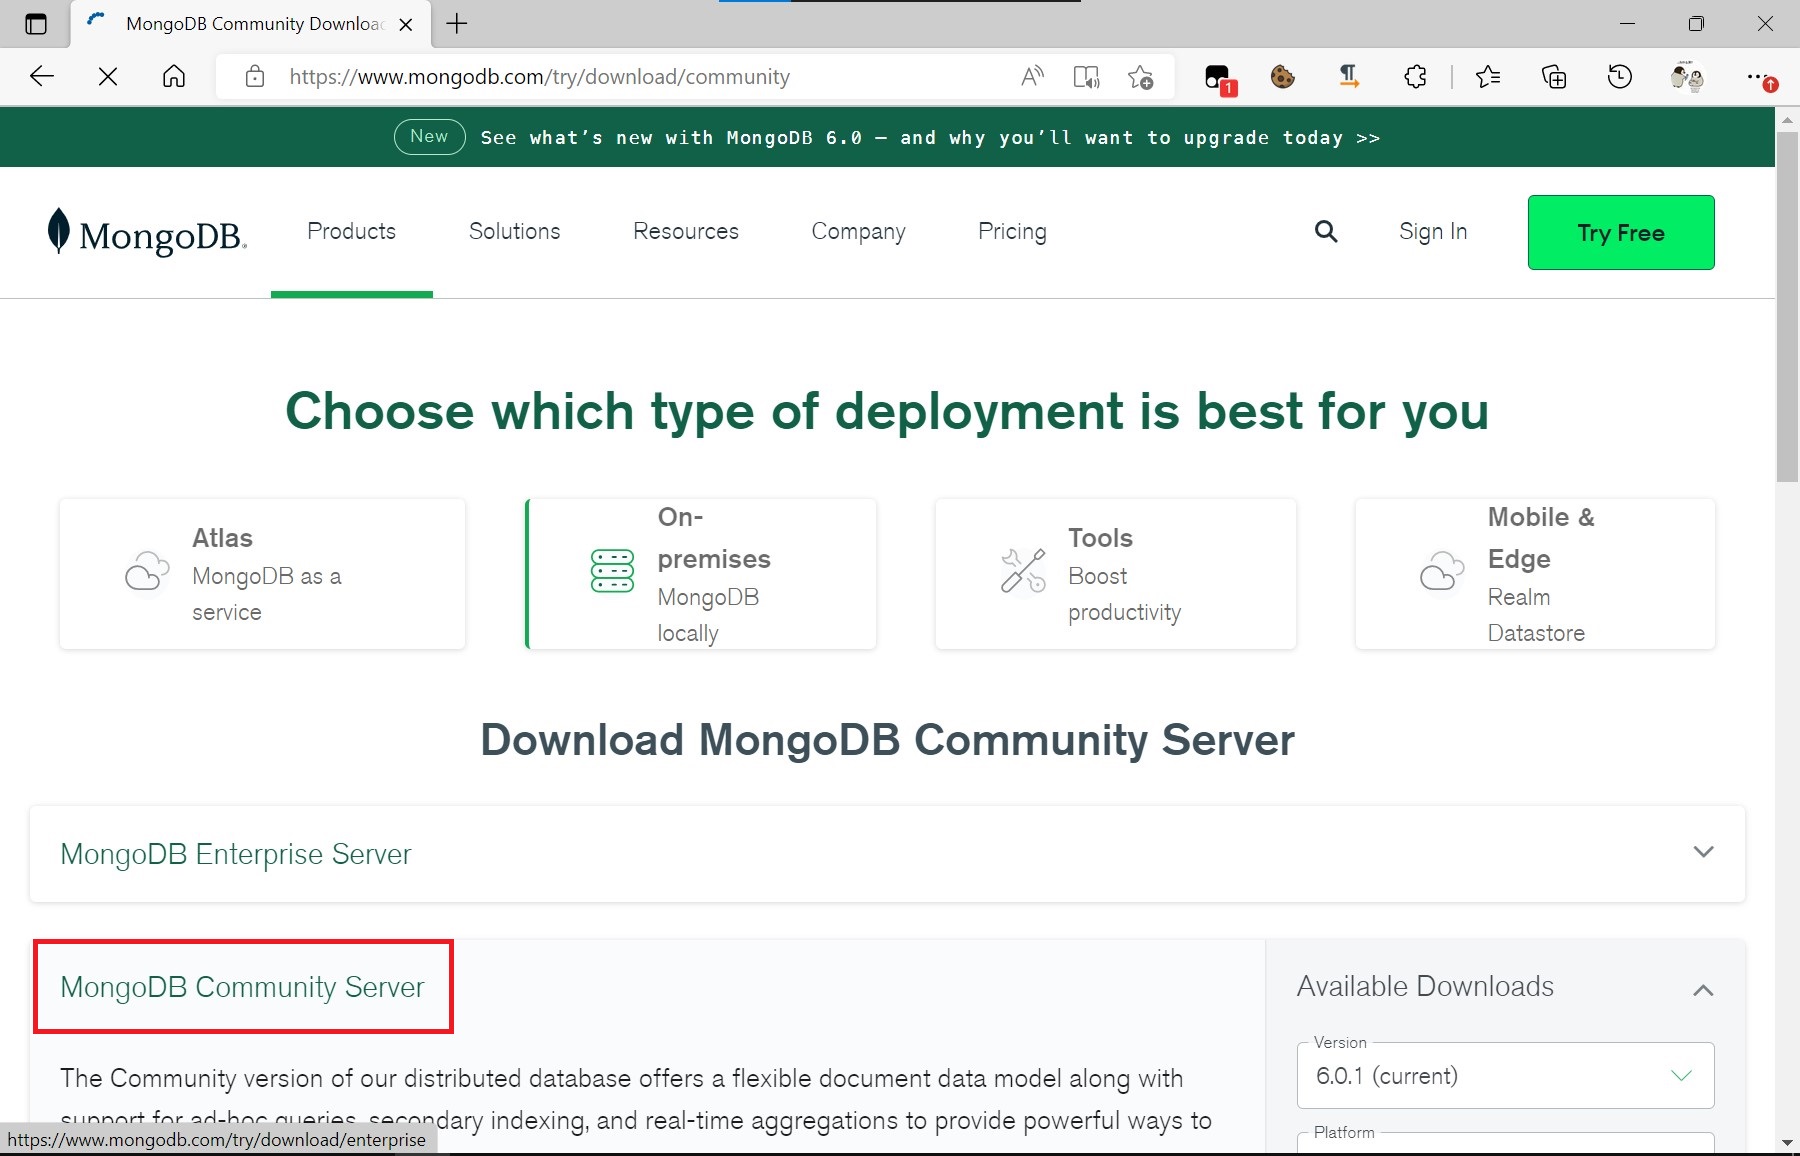 MongoDB Community Downloa
https://www.mongodb.com/try/download/community
1
New See what's new with MongoDB 6.0 — and why you'll want to upgrade today >>
MongoDB.
Products
Solutions
Resources
Company
Pricing
Sign In
Try Free
Choose which type of deployment is best for you
Atlas
MongoDB as a
service
On-
premises
MongoDB
locally
Tools
Boost
productivity
Mobile &
Edge
Realm
Datastore
Download MongoDB Community Server
MongoDB Enterprise Server
MongoDB Community Server
The Community version of our distributed database offers a flexible document data model along with
support for ad-hoc queries, secondary indexing, and real-time aggregations to provide powerful ways to
Available Downloads
Version
6.0.1 (current)
Platform
https://www.mongodb.com/try/download/enterprise